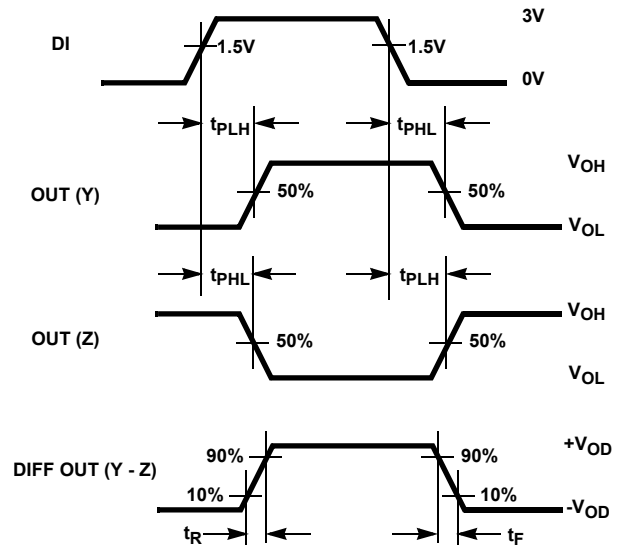 3V
DI
1.5V
1.5V
0V
tPLH
tPHL
VOH
OUT (Y)
50%
50%
VOL
tPHL
tPLH
VOH
OUT (Z)
50%
50%
VOL
+VOD
DIFF OUT (Y - Z)
90%
90%
10%
10%
-VOD
tR
tF